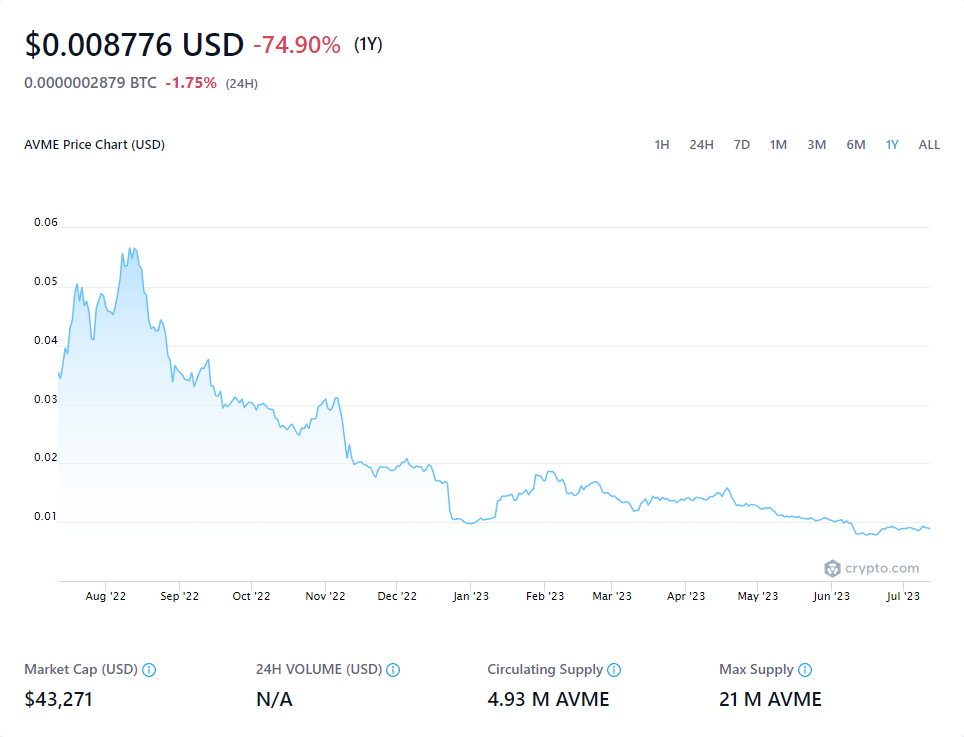 $0.008776 USD -74.90% (1Y)
0.0000002879 BTC -1.75% (24H)
AVME Price Chart (USD) 1H 24H 7D 1M 3M 6M 1Y ALL
0.06
0.05
0.04
0.03
0.02
0.01
crypto.com
Aug '22 Sep '22 Oct '22 Nov '22 Dec '22 Jan '23 Feb '23 Mar '23 Apr '23 May '23 Jun '23 Jul '23
Market Cap (USD) 24H VOLUME (USD) Circulating Supply Max Supply
$43,271 N/A 4.93 M AVME 21 M AVME